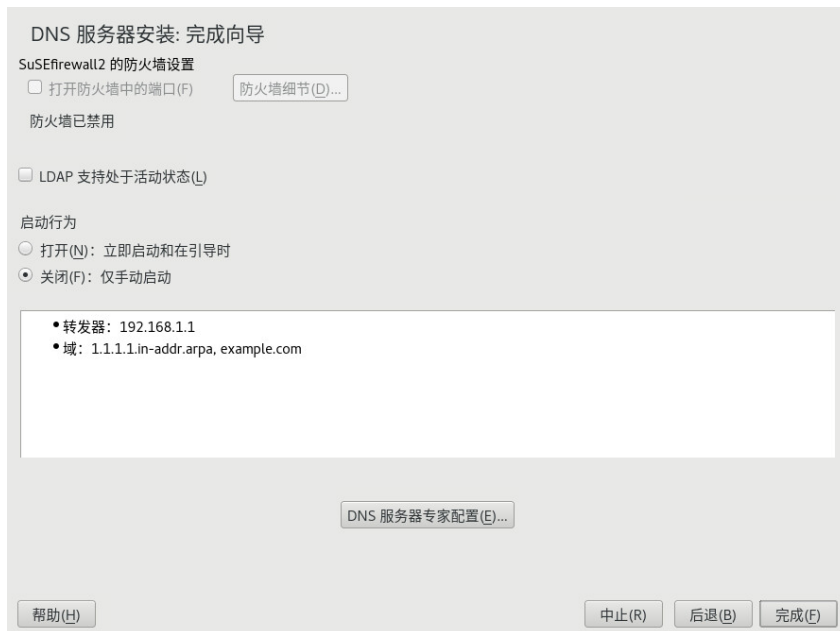 DNS 服务器安装: 完成向导
SuSEfirewall2 的防火墙设置
打开防火墙中的端口(F)
防火墙细节(D)...
防火墙已禁用
LDAP 支持处于活动状态(L)
启动行为
打开(N)：立即启动和在引导时
关闭(F)：仅手动启动
•转发器：192.168.1.1
•域：1.1.1.1.in-addr.arpa, example.com
DNS 服务器专家配置(E)...
帮助(H)
中止(R)
后退(B)
完成(F)